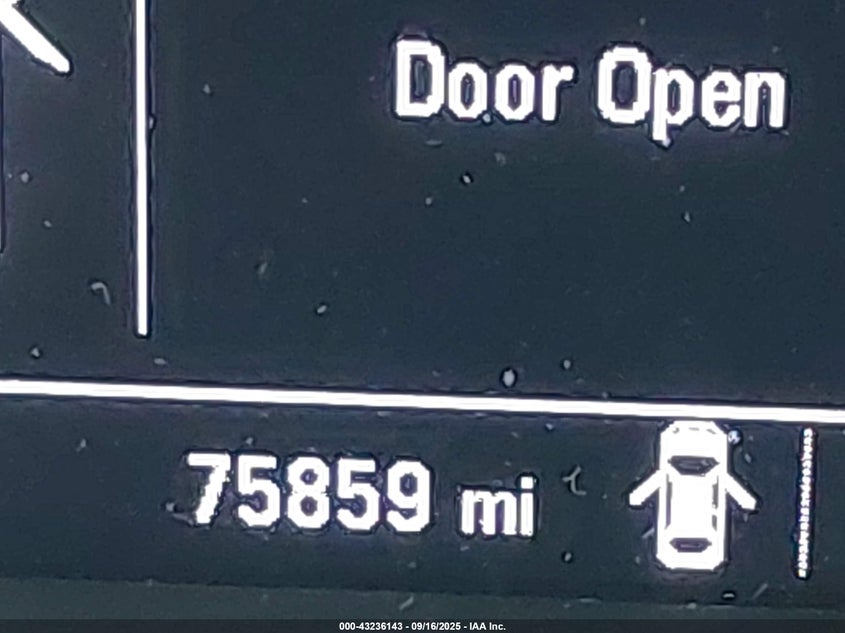 Door Open
75859 mi
000-43236143 - 09/16/2025 - IAA Inc.